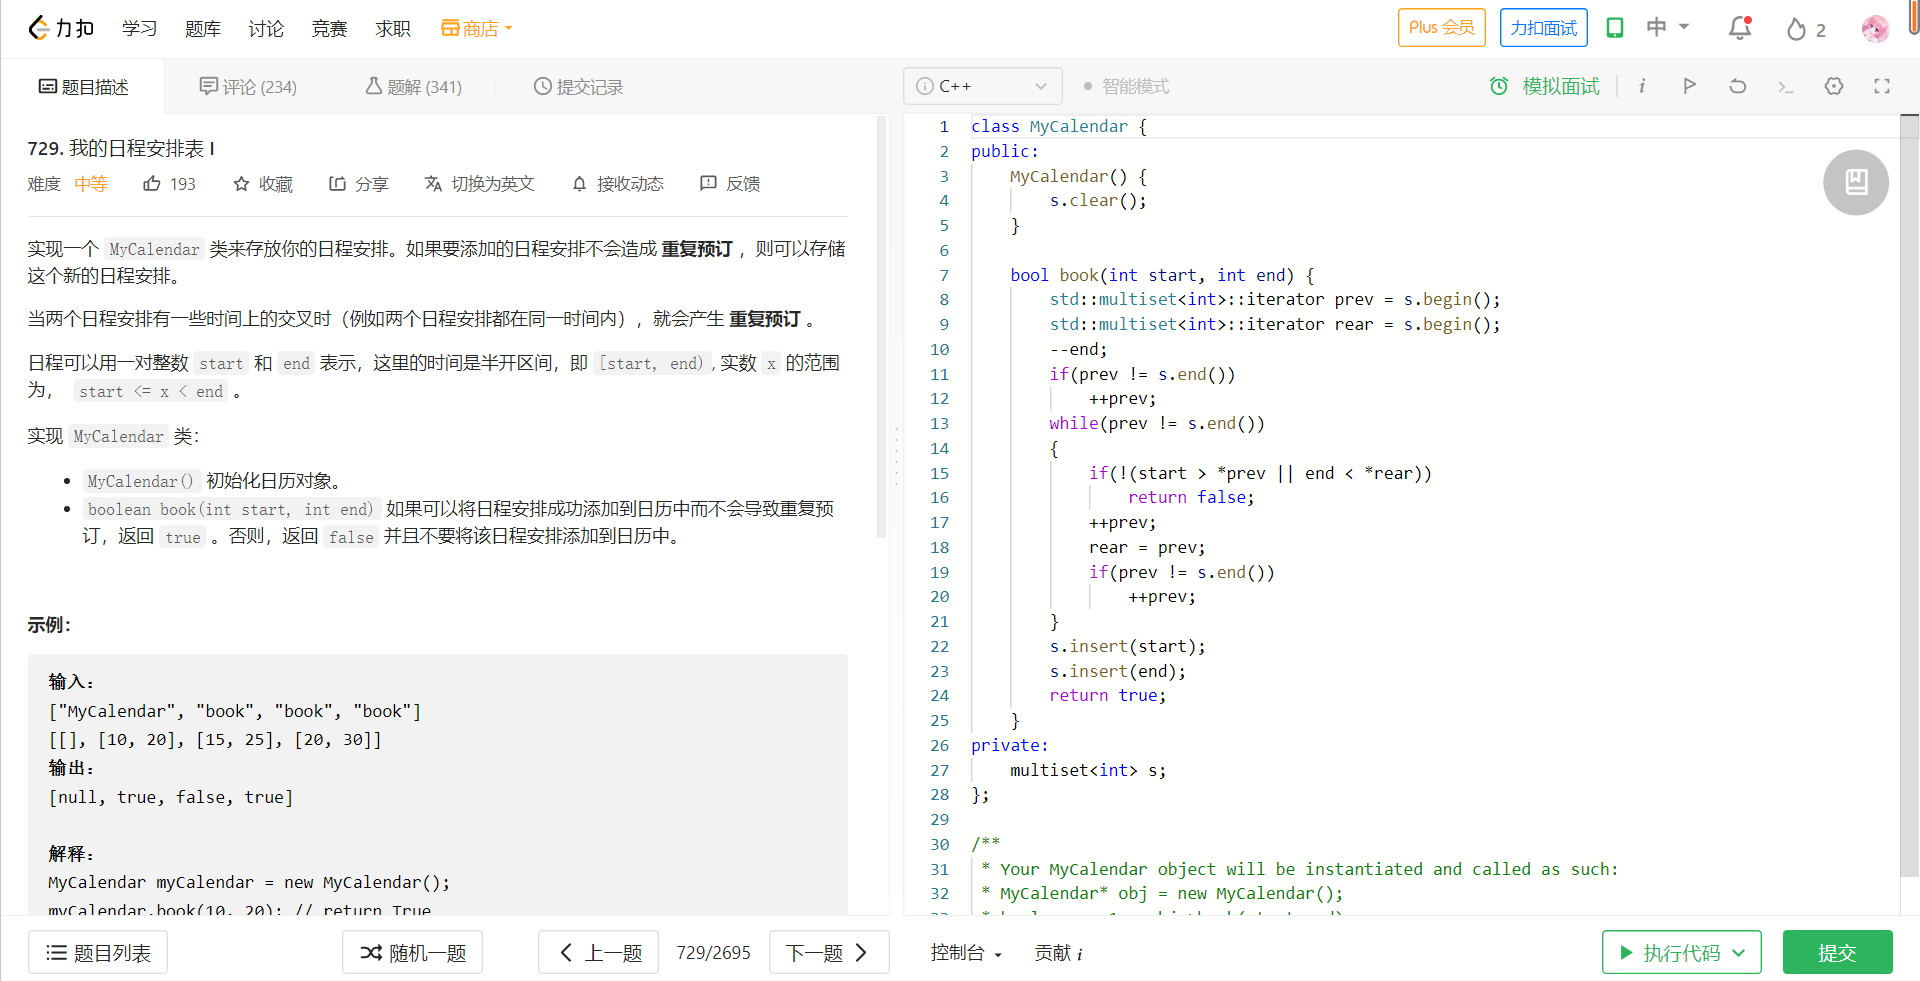 力扣 学习 题库 讨论 竞赛 求职 商店 Plus 会员 力扣面试 中 2
题目描述 评论 (234) 题解 (341) 提交记录
729. 我的日程安排表 I
难度 中等 193 收藏 分享 切换为英文 接收动态 反馈
实现一个 MyCalendar 类来存放你的日程安排。如果要添加的日程安排不会造成 重复预订 ，则可以存储
这个新的日程安排。
当两个日程安排有一些时间上的交叉时（例如两个日程安排都在同一时间内），就会产生 重复预订 。
日程可以用一对整数 start 和 end 表示，这里的时间是半开区间，即 [start, end), 实数 x 的范围
为， start <= x < end 。
实现 MyCalendar 类：
• MyCalendar() 初始化日历对象。
• boolean book(int start, int end) 如果可以将日程安排成功添加到日历中而不会导致重复预
订，返回 true 。否则，返回 false 并且不要将该日程安排添加到日历中。
示例：
输入：
["MyCalendar", "book", "book", "book"]
[[], [10, 20], [15, 25], [20, 30]]
输出：
[null, true, false, true]
解释：
MyCalendar myCalendar = new MyCalendar();
myCalendar.book(10, 20); // return True
题目列表 随机一题 上一题 729/2695 下一题
C++ 智能模式 模拟面试
1 class MyCalendar {
2 public:
3     MyCalendar() {
4         s.clear();
5     }
6
7     bool book(int start, int end) {
8         std::multiset<int>::iterator prev = s.begin();
9         std::multiset<int>::iterator rear = s.begin();
10         --end;
11         if(prev != s.end())
12             ++prev;
13         while(prev != s.end())
14         {
15             if(!(start > *prev || end < *rear))
16                 return false;
17             ++prev;
18             rear = prev;
19             if(prev != s.end())
20                 ++prev;
21         }
22         s.insert(start);
23         s.insert(end);
24         return true;
25     }
26 private:
27     multiset<int> s;
28 };
29
30 /**
31  * Your MyCalendar object will be instantiated and called as such:
32  * MyCalendar* obj = new MyCalendar();
控制台 贡献 i 执行代码 提交